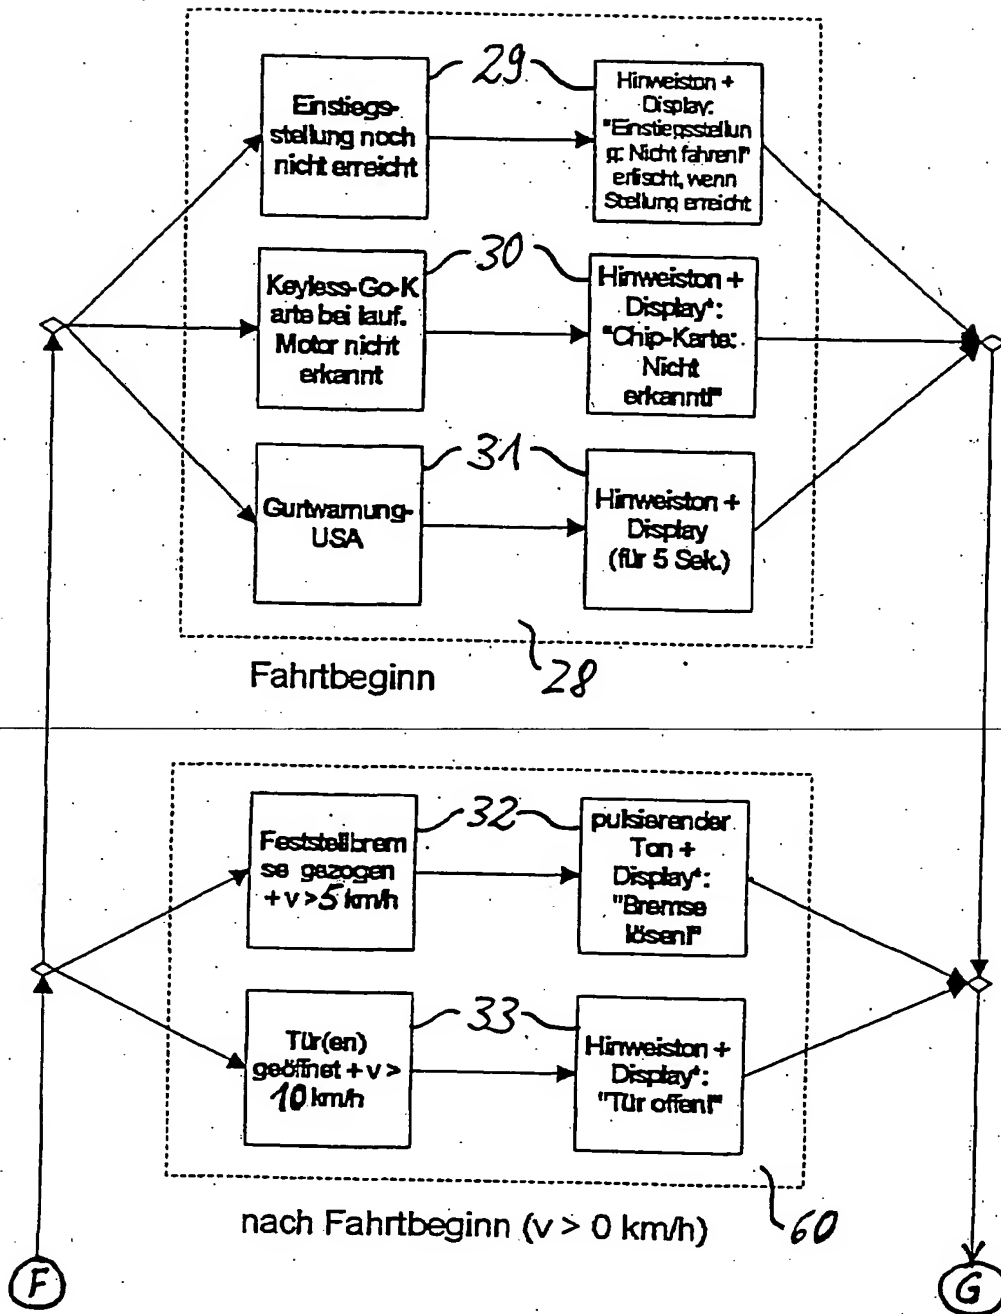 29
Einstiegs-
stellung noch
nicht erreicht
Hinweiston +
Display:
"Einstiegsstellun
g: Nicht fahren!"
erlischt, wenn
Stellung erreicht
30
Keyless-Go-K
arte bei lauf.
Motor nicht
erkannt
Hinweiston +
Display*:
"Chip-Karte:
Nicht
erkannt!"
31
Gurtwarnung-
USA
Hinweiston +
Display
(für 5 Sek.)
Fahrtbeginn
28
32
Feststellbrem
se gezogen
+ v > 5 km/h
pulsierender
Ton +
Display*:
"Bremse
lösen!"
33
Tür(en)
geöffnet + v >
10 km/h
Hinweiston +
Display*:
"Tür offen!"
nach Fahrtbeginn (v > 0 km/h)
60
F
G